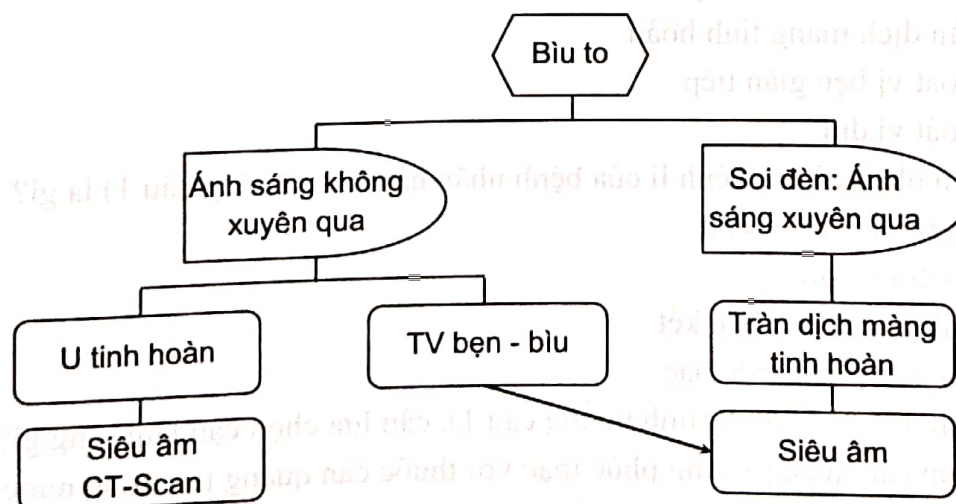 Bìu to
Ánh sáng không
xuyên qua
Soi đèn: Ánh
sáng xuyên qua
U tinh hoàn
TV bẹn - bìu
Tràn dịch màng
tinh hoàn
Siêu âm
CT-Scan
Siêu âm